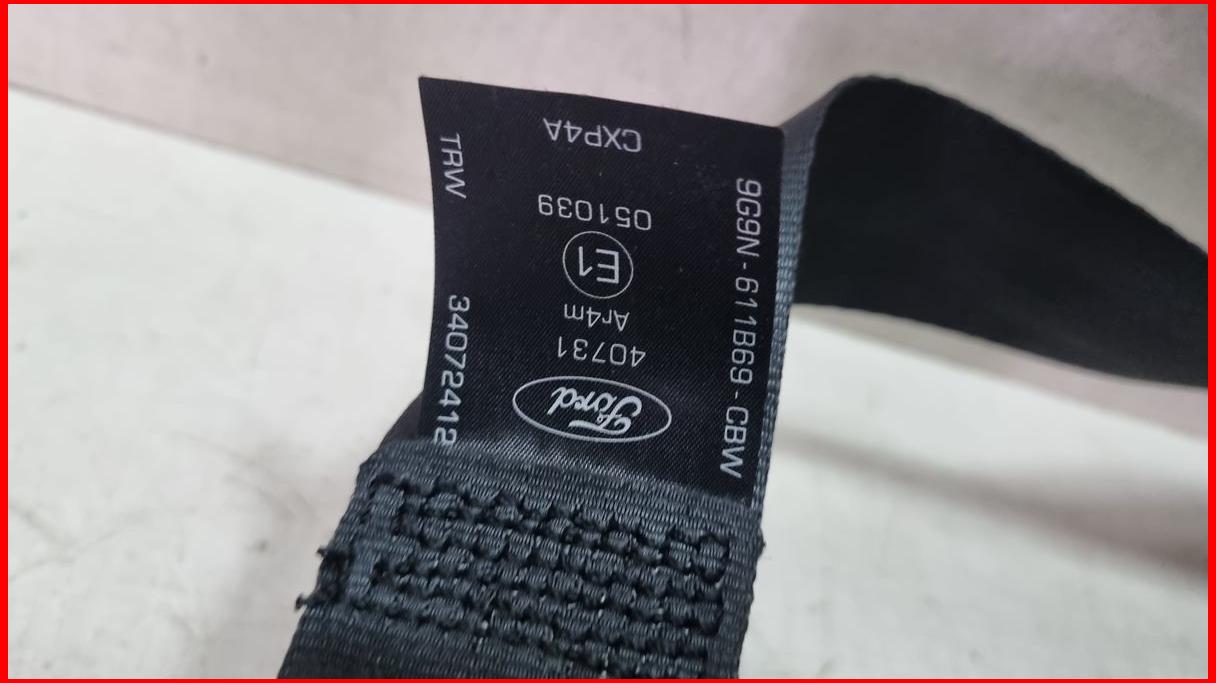 Ford
40731
Ar4m
E1
051039
CXP4A
TRW 34072412
9G9N-611B69-CBW